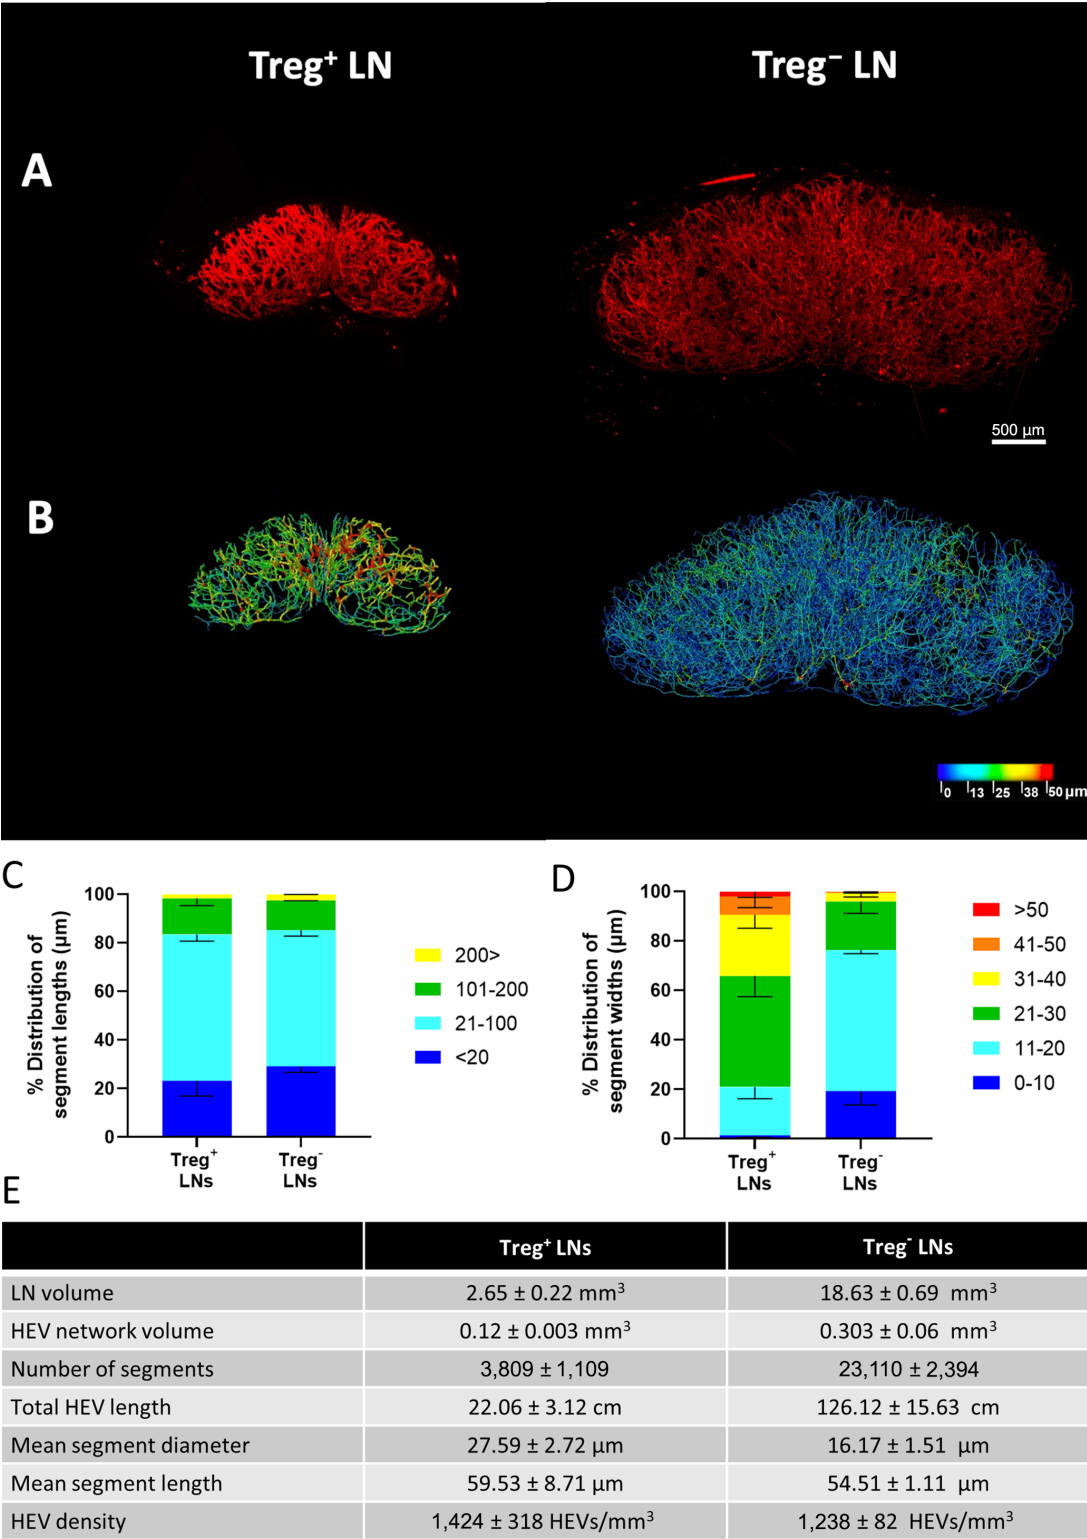 Treg⁺ LN
Treg⁻ LN
A
500 µm
B
0 13 25 38 50 µm
C
% Distribution of
segment lengths (µm)
100
80
60
40
20
0
Treg⁺
LNs
Treg⁻
LNs
200>
101-200
21-100
<20
D
% Distribution of
segment widths (µm)
100
80
60
40
20
0
Treg⁺
LNs
Treg⁻
LNs
>50
41-50
31-40
21-30
11-20
0-10
E
Treg⁺ LNs Treg⁻ LNs
LN volume 2.65 ± 0.22 mm³ 18.63 ± 0.69 mm³
HEV network volume 0.12 ± 0.003 mm³ 0.303 ± 0.06 mm³
Number of segments 3,809 ± 1,109 23,110 ± 2,394
Total HEV length 22.06 ± 3.12 cm 126.12 ± 15.63 cm
Mean segment diameter 27.59 ± 2.72 µm 16.17 ± 1.51 µm
Mean segment length 59.53 ± 8.71 µm 54.51 ± 1.11 µm
HEV density 1,424 ± 318 HEVs/mm³ 1,238 ± 82 HEVs/mm³